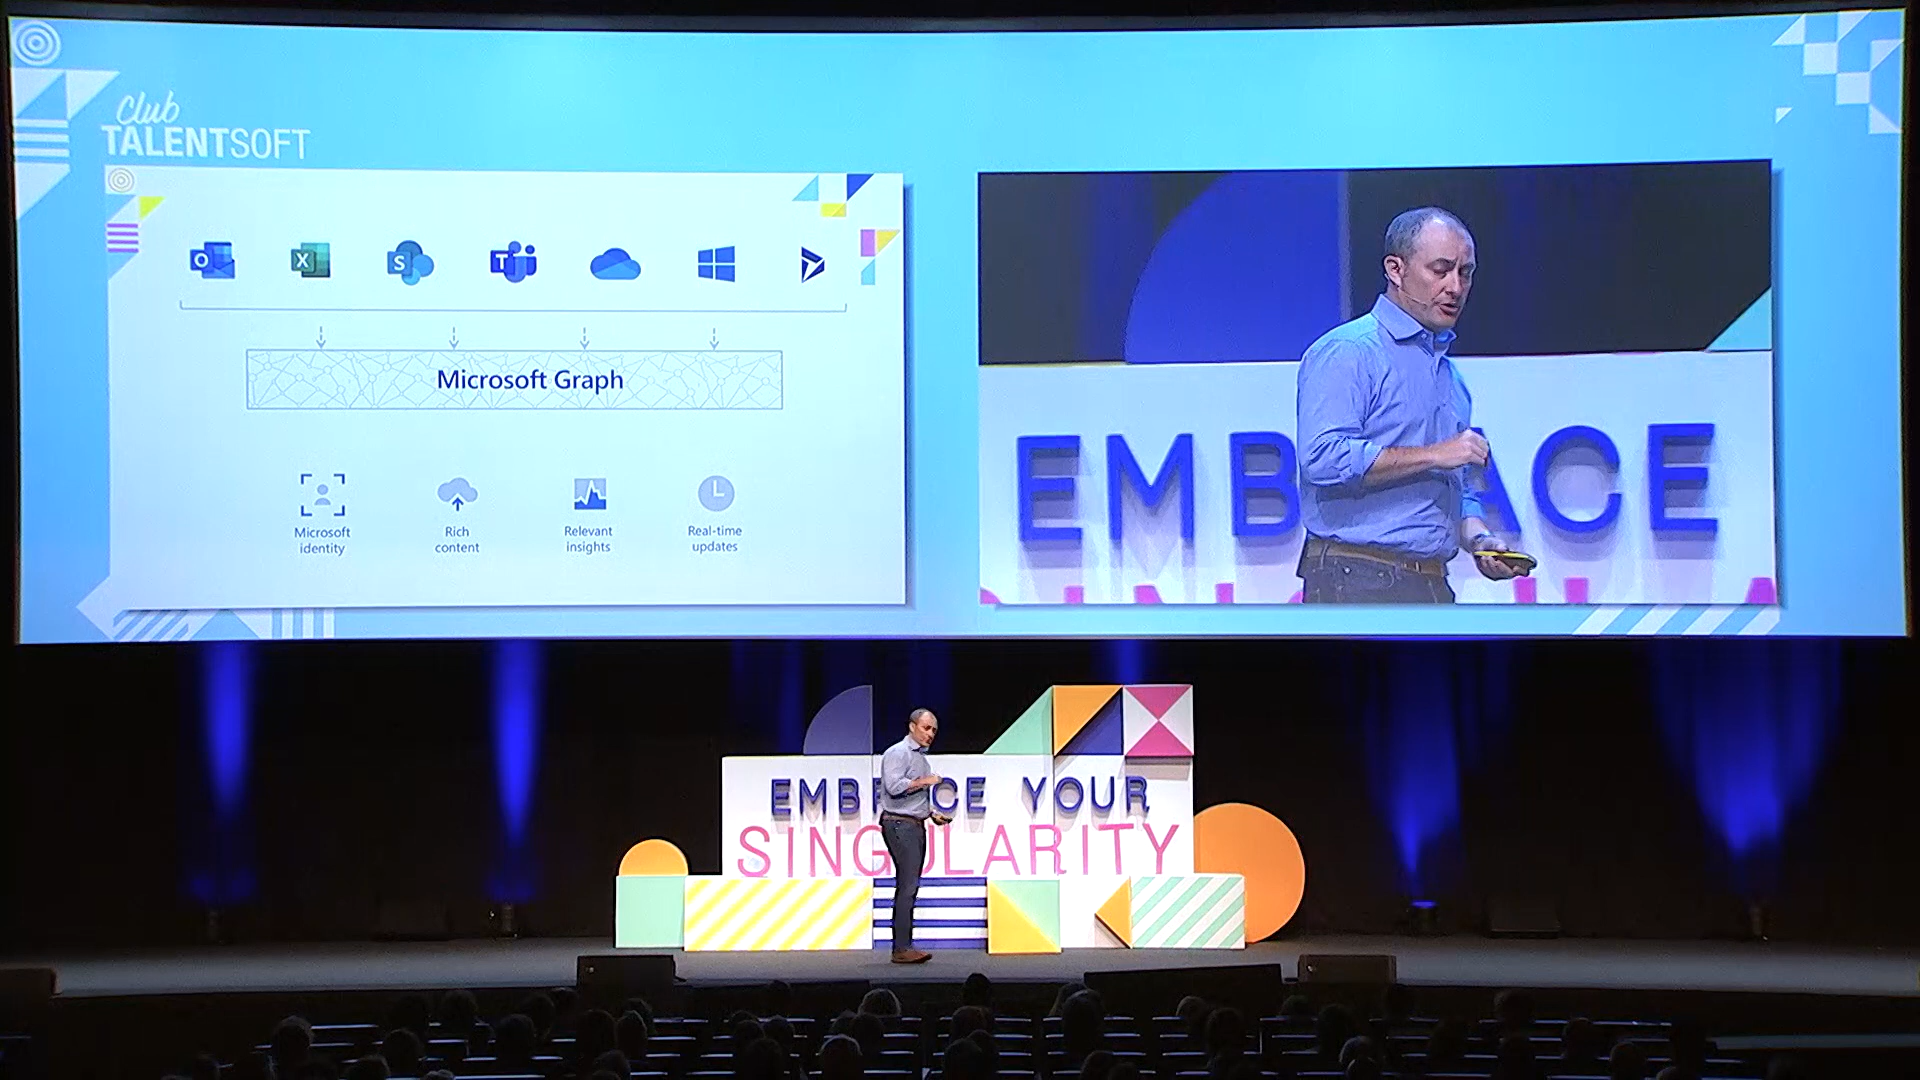 Club
TALENTSOFT
O
X
S
T
Microsoft Graph
Microsoft
identity
Rich
content
Relevant
insights
Real-time
updates
EMB ACE
EMB CE YOUR
SINGULARITY